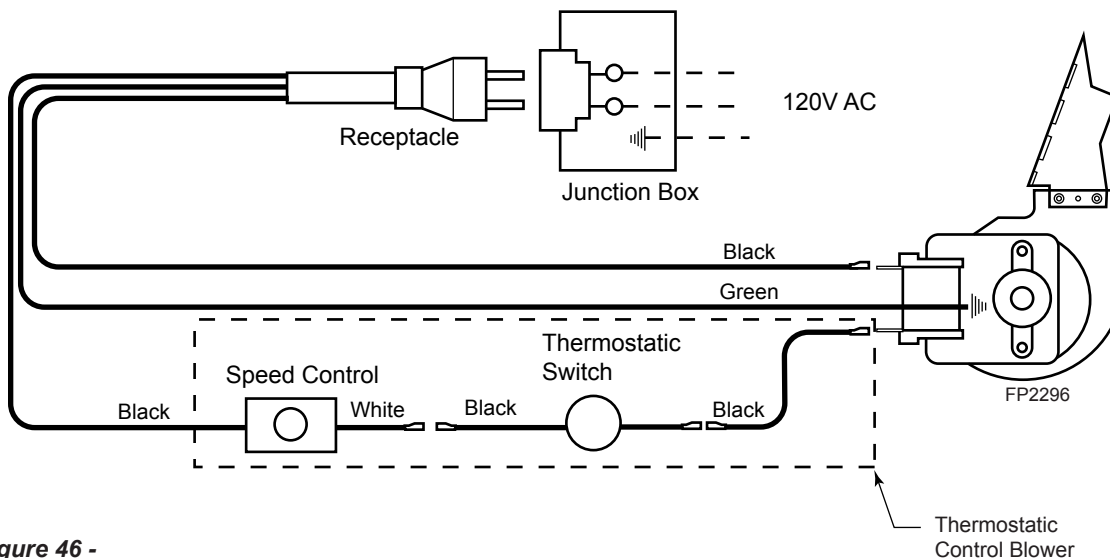 120V AC
Receptacle
Junction Box
Black
Green
Thermostatic
Switch
Speed Control
Black
White
Black
Black
FP2296
Thermostatic
Control Blower
gure 46 -